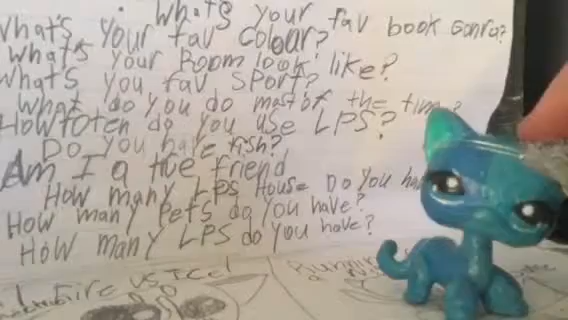 What's your fav book Gonra?
What's your fav colour?
What's your Room look like?
What's you fav sport?
What do you do most of the time?
How foten do you use LPS?
Do you have fish?
Am I a true friend
How many LPS House Do you hav
How many Pets do you have?
How many LPS do you have?
Fire vs Ice!